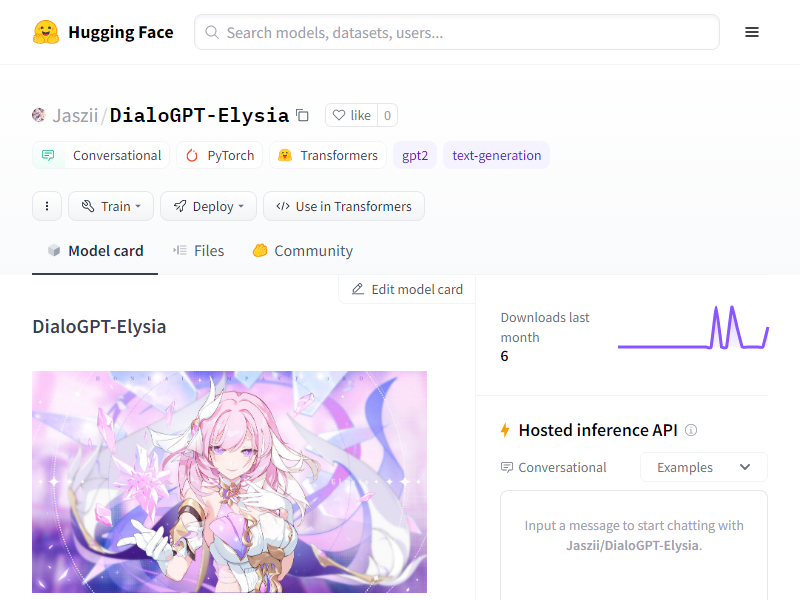 Hugging Face
Search models, datasets, users...
Jaszii/DialoGPT-Elysia
like 0
Conversational PyTorch Transformers gpt2 text-generation
Train Deploy </> Use in Transformers
Model card Files Community
Edit model card
DialoGPT-Elysia
Downloads last
month
6
Hosted inference API
Conversational Examples
Input a message to start chatting with
Jaszii/DialoGPT-Elysia.